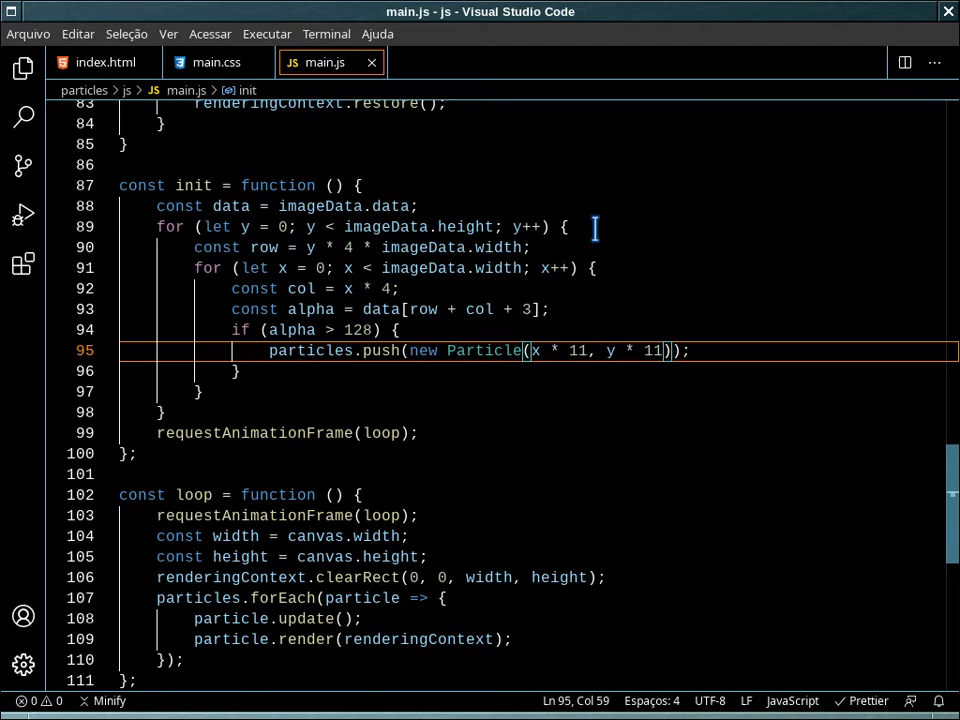 main.js - js - Visual Studio Code
Arquivo Editar Seleção Ver Acessar Executar Terminal Ajuda
index.html main.css JS main.js
particles > js > JS main.js > init
83 renderingContext.restore();
84 }
85 }
86
87 const init = function () {
88 const data = imageData.data;
89 for (let y = 0; y < imageData.height; y++) {
90 const row = y * 4 * imageData.width;
91 for (let x = 0; x < imageData.width; x++) {
92 const col = x * 4;
93 const alpha = data[row + col + 3];
94 if (alpha > 128) {
95 particles.push(new Particle(x * 11, y * 11));
96 }
97 }
98 }
99 requestAnimationFrame(loop);
100 };
101
102 const loop = function () {
103 requestAnimationFrame(loop);
104 const width = canvas.width;
105 const height = canvas.height;
106 renderingContext.clearRect(0, 0, width, height);
107 particles.forEach(particle => {
108 particle.update();
109 particle.render(renderingContext);
110 });
111 };
0 0 Minify Ln 95, Col 59 Espaços: 4 UTF-8 LF JavaScript Prettier